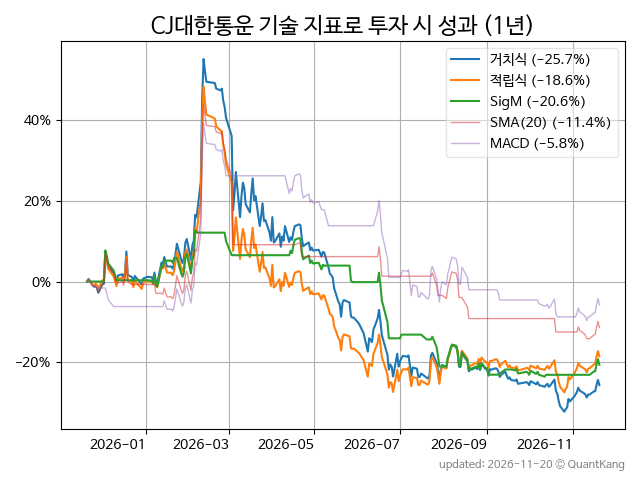 CJ대한통운 기술 지표로 투자 시 성과 (1년)
거치식 (−25.7%)
적립식 (−18.6%)
SigM (−20.6%)
SMA(20) (−11.4%)
MACD (−5.8%)
40%
20%
0%
−20%
2026-01 2026-03 2026-05 2026-07 2026-09 2026-11
updated: 2026-11-20 © QuantKang